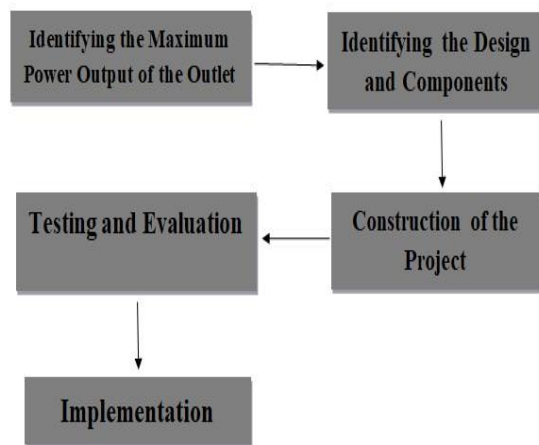 Identifying the Maximum
Power Output of the Outlet
Identifying the Design
and Components
Construction of the
Project
Testing and Evaluation
Implementation